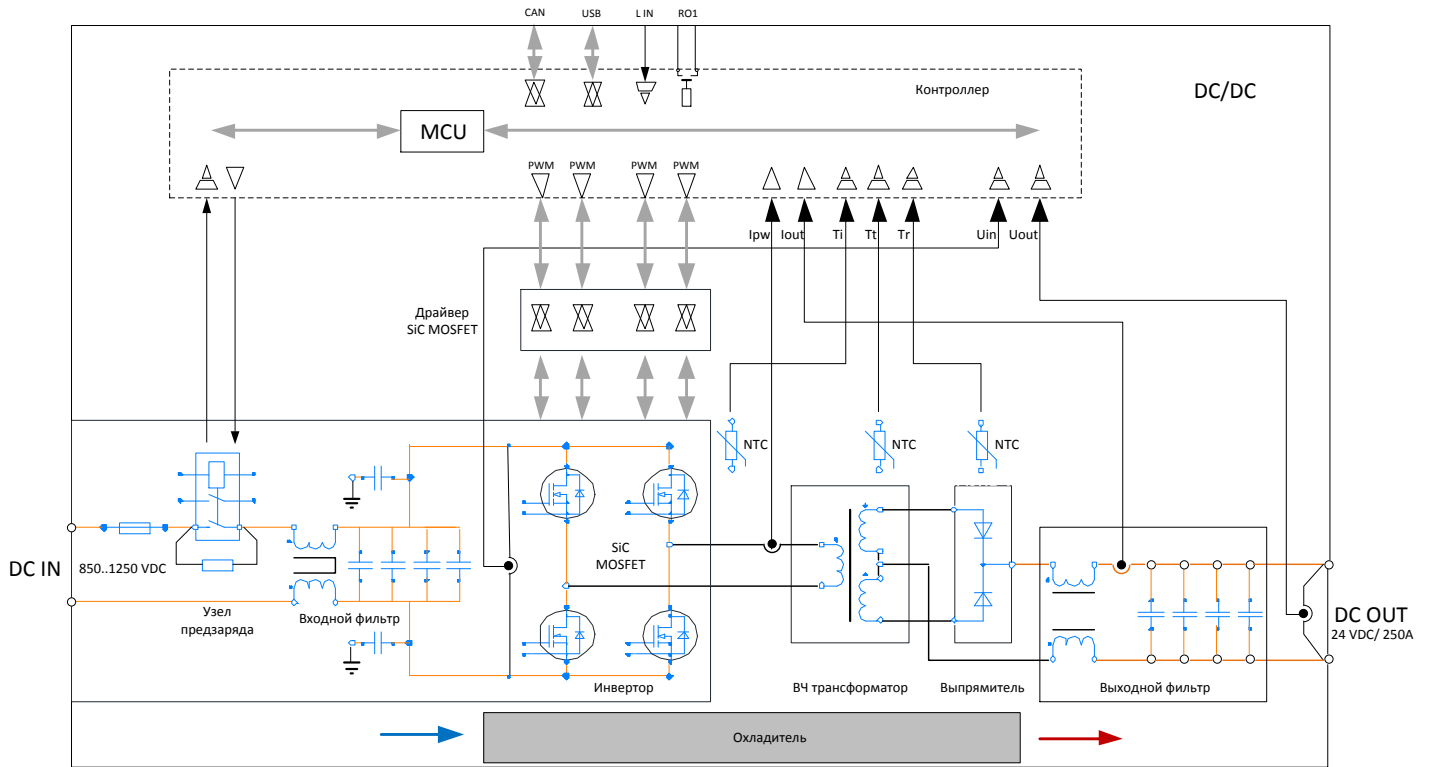 CAN
USB
L IN
RO1
Контроллер
DC/DC
MCU
PWM
PWM
PWM
PWM
Ipw
Iout
Ti
Tt
Tr
Uin
Uout
Драйвер
SiC MOSFET
NTC
NTC
NTC
SiC
MOSFET
DC IN
850..1250 VDC
Узел
предзаряда
Входной фильтр
DC OUT
24 VDC/ 250A
Инвертор
ВЧ трансформатор
Выпрямитель
Выходной фильтр
Охладитель